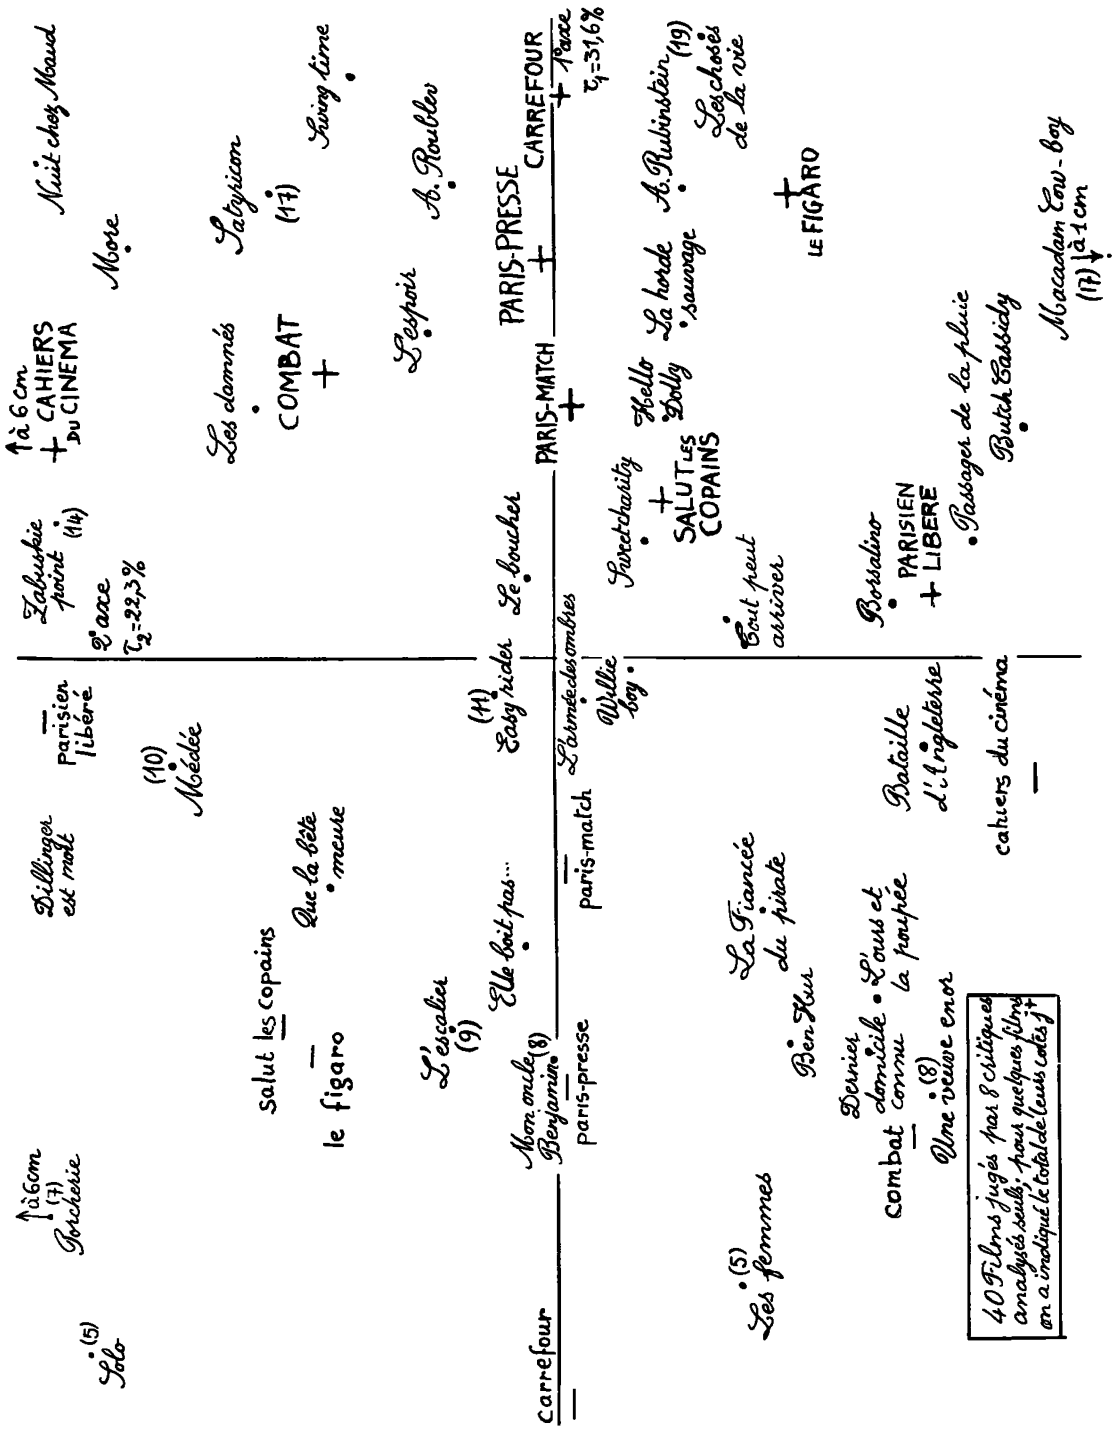 Solo
(5)
↑ à 6cm
(7)
Porcherie
Dillinger
est mort
parisien
libéré
Zabuskie
point
(14)
2e axe
τ2=22,3%
↑ à 6cm
+ CAHIERS
DU CINEMA
More
Nuit chez Maud
(10)
Médée
Les damnés
Satyricon
(17)
salut les copains
le figaro
Que la bête
meure
COMBAT
+
Swing time
L'
escalier
(9)
Elle boit pas...
(11)
Easy rider
Le boucher
L'espoir
A. Roublev
PARIS-PRESSE
+
Mon oncle
Benjamin
(8)
carrefour
paris-presse
paris-match
L'armée des ombres
PARIS-MATCH
+
CARREFOUR
+
1e axe
τ1=31,6%
Willie
boy
Sweet charity
Hello
Dolly
La horde
sauvage
A. Rubinstein
(19)
Les choses
de la vie
+
SALUT LES
COPAINS
(5)
Les femmes
Ben Hur
La Fiancée
du pirate
Tout peut
arriver
+
LE FIGARO
Dernier
domicile
connu
L'ours et
la poupée
combat
(8)
Une veuve en or
Bataille
d'Angleterre
Borsalino
PARISIEN
+ LIBERE
Passager de la pluie
Butch Cassidy
cahiers du cinéma
Macadam Cow-boy
(17) ↓ à 1cm
40 Films jugés par 8 critiques
analysés seuls; pour quelques films
on a indiqué le total de leurs cotes j+